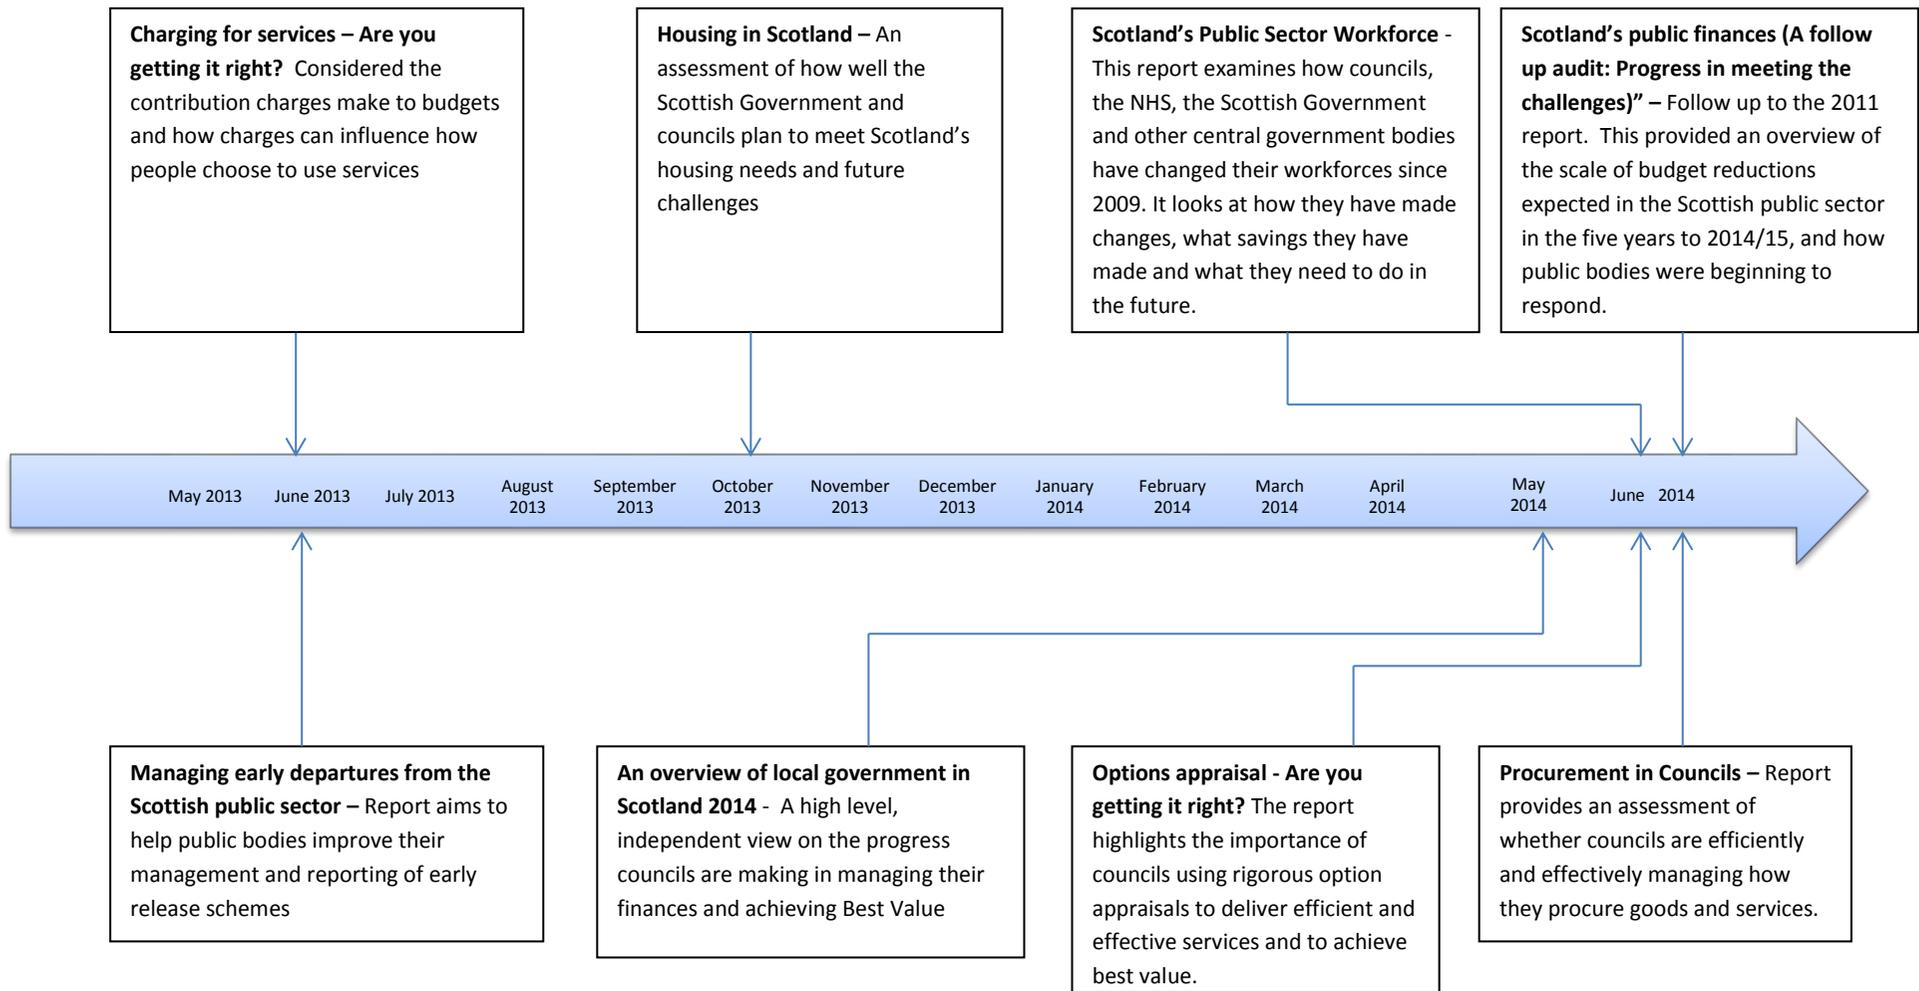 Charging for services – Are you
getting it right?  Considered the
contribution charges make to budgets
and how charges can influence how
people choose to use services
Housing in Scotland – An
assessment of how well the
Scottish Government and
councils plan to meet Scotland’s
housing needs and future
challenges
Scotland’s Public Sector Workforce -
This report examines how councils,
the NHS, the Scottish Government
and other central government bodies
have changed their workforces since
2009. It looks at how they have made
changes, what savings they have
made and what they need to do in
the future.
Scotland’s public finances (A follow
up audit: Progress in meeting the
challenges)” – Follow up to the 2011
report.  This provided an overview of
the scale of budget reductions
expected in the Scottish public sector
in the five years to 2014/15, and how
public bodies were beginning to
respond.
May 2013
June 2013
July 2013
August
2013
September
2013
October
2013
November
2013
December
2013
January
2014
February
2014
March
2014
April
2014
May
2014
June  2014
Managing early departures from the
Scottish public sector – Report aims to
help public bodies improve their
management and reporting of early
release schemes
An overview of local government in
Scotland 2014 -  A high level,
independent view on the progress
councils are making in managing their
finances and achieving Best Value
Options appraisal - Are you
getting it right? The report
highlights the importance of
councils using rigorous option
appraisals to deliver efficient and
effective services and to achieve
best value.
Procurement in Councils – Report
provides an assessment of
whether councils are efficiently
and effectively managing how
they procure goods and services.